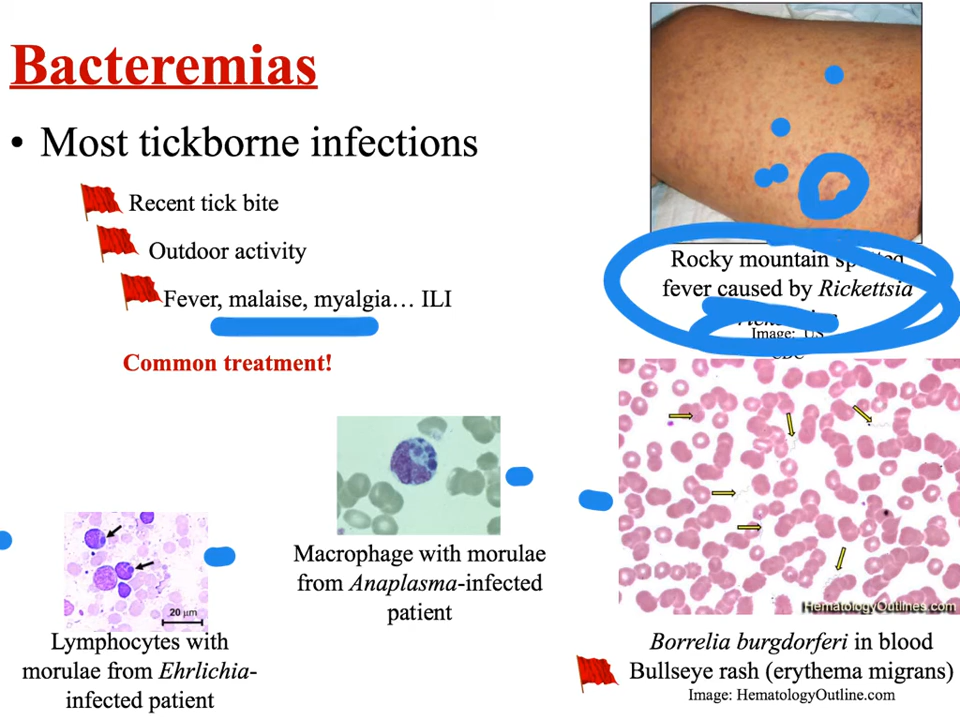 Bacteremias
• Most tickborne infections
Recent tick bite
Outdoor activity
Fever, malaise, myalgia… ILI
Common treatment!
Rocky mountain spotted
fever caused by Rickettsia
Image: US
CDC
HematologyOutlines.com
20 μm
Macrophage with morulae
from Anaplasma-infected
patient
Lymphocytes with
morulae from Ehrlichia-
infected patient
Borrelia burgdorferi in blood
Bullseye rash (erythema migrans)
Image: HematologyOutline.com